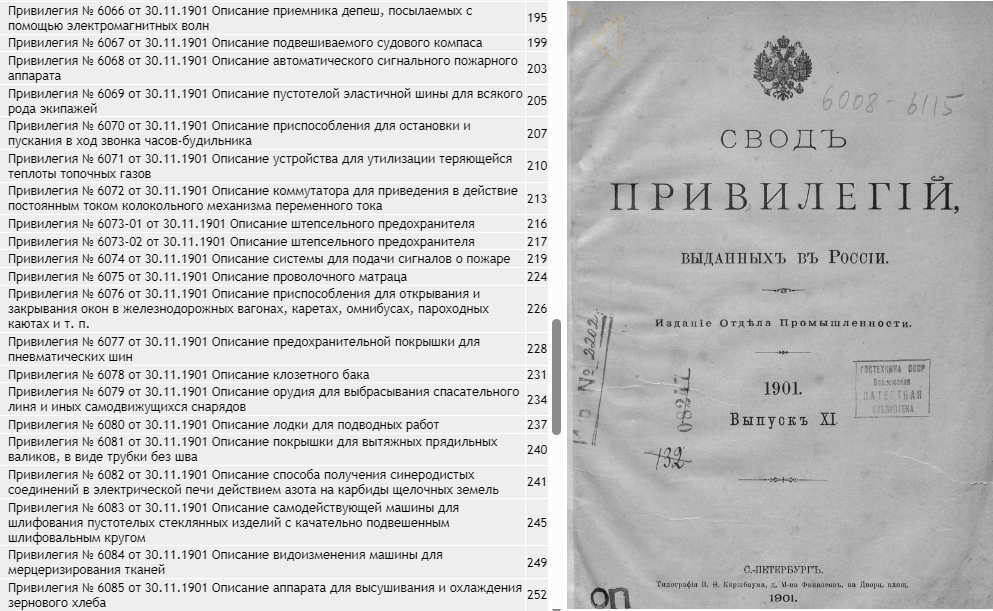 Привилегия № 6066 от 30.11.1901 Описание приемника депеш, посылаемых с
помощью электромагнитных волн
195
Привилегия № 6067 от 30.11.1901 Описание подвешиваемого судового компаса
199
Привилегия № 6068 от 30.11.1901 Описание автоматического сигнального пожарного
аппарата
203
Привилегия № 6069 от 30.11.1901 Описание пустотелой эластичной шины для всякого
рода экипажей
205
Привилегия № 6070 от 30.11.1901 Описание приспособления для остановки и
пускания в ход звонка часов-будильника
207
Привилегия № 6071 от 30.11.1901 Описание устройства для утилизации теряющейся
теплоты топочных газов
210
Привилегия № 6072 от 30.11.1901 Описание коммутатора для приведения в действие
постоянным током колокольного механизма переменного тока
213
Привилегия № 6073-01 от 30.11.1901 Описание штепсельного предохранителя
216
Привилегия № 6073-02 от 30.11.1901 Описание штепсельного предохранителя
217
Привилегия № 6074 от 30.11.1901 Описание системы для подачи сигналов о пожаре
219
Привилегия № 6075 от 30.11.1901 Описание проволочного матраца
224
Привилегия № 6076 от 30.11.1901 Описание приспособления для открывания и
закрывания окон в железнодорожных вагонах, каретах, омнибусах, пароходных
каютах и т. п.
226
Привилегия № 6077 от 30.11.1901 Описание предохранительной покрышки для
пневматических шин
228
Привилегия № 6078 от 30.11.1901 Описание клозетного бака
231
Привилегия № 6079 от 30.11.1901 Описание орудия для выбрасывания спасательного
линя и иных самодвижущихся снарядов
234
Привилегия № 6080 от 30.11.1901 Описание лодки для подводных работ
237
Привилегия № 6081 от 30.11.1901 Описание покрышки для вытяжных прядильных
валиков, в виде трубки без шва
240
Привилегия № 6082 от 30.11.1901 Описание способа получения синеродистых
соединений в электрической печи действием азота на карбиды щелочных земель
241
Привилегия № 6083 от 30.11.1901 Описание самодействующей машины для
шлифования пустотелых стеклянных изделий с качательно подвешенным
шлифовальным кругом
245
Привилегия № 6084 от 30.11.1901 Описание видоизменения машины для
мерцеризирования тканей
249
Привилегия № 6085 от 30.11.1901 Описание аппарата для высушивания и охлаждения
зернового хлеба
252
6008-6115
СВОДЪ
ПРИВИЛЕГІЙ,
ВЫДАННЫХЪ ВЪ РОССІИ.
Изданіе Отдѣла Промышленности.
1901.
Выпускъ XI.
№ 2202
ГОСТЕХНИКА СССР
ПАТЕНТНАЯ
БИБЛИОТЕКА
132
С.-ПЕТЕРБУРГЪ.
Типографія В. Ѳ. Киршбаума, д. М-ва Финансовъ, на Дворц. площ.
1901.
оп